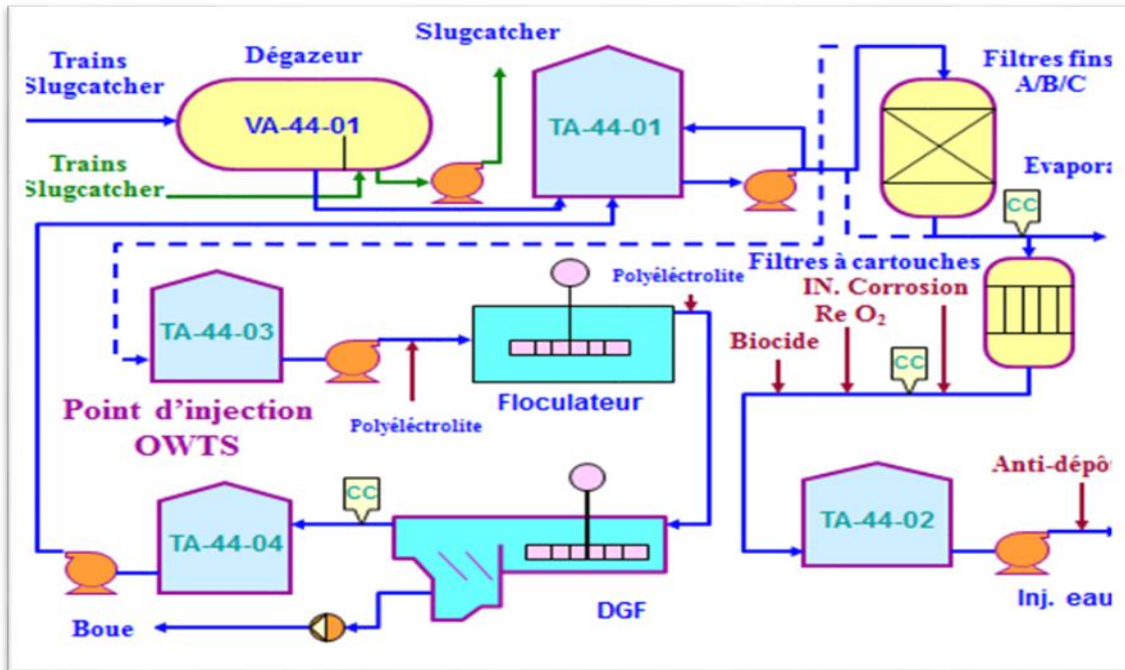 Trains
Slugcatcher
Dégazeur
Slugcatcher
VA-44-01
TA-44-01
Filtres fins
A/B/C
Trains
Slugcatcher
Evapora
CC
Filtres à cartouches
Polyéléctrolite
IN. Corrosion
Re O₂
Biocide
CC
TA-44-03
Floculateur
Point d'injection
OWTS
Polyéléctrolite
Anti-dépô
CC
TA-44-04
TA-44-02
DGF
Inj. eau
Boue